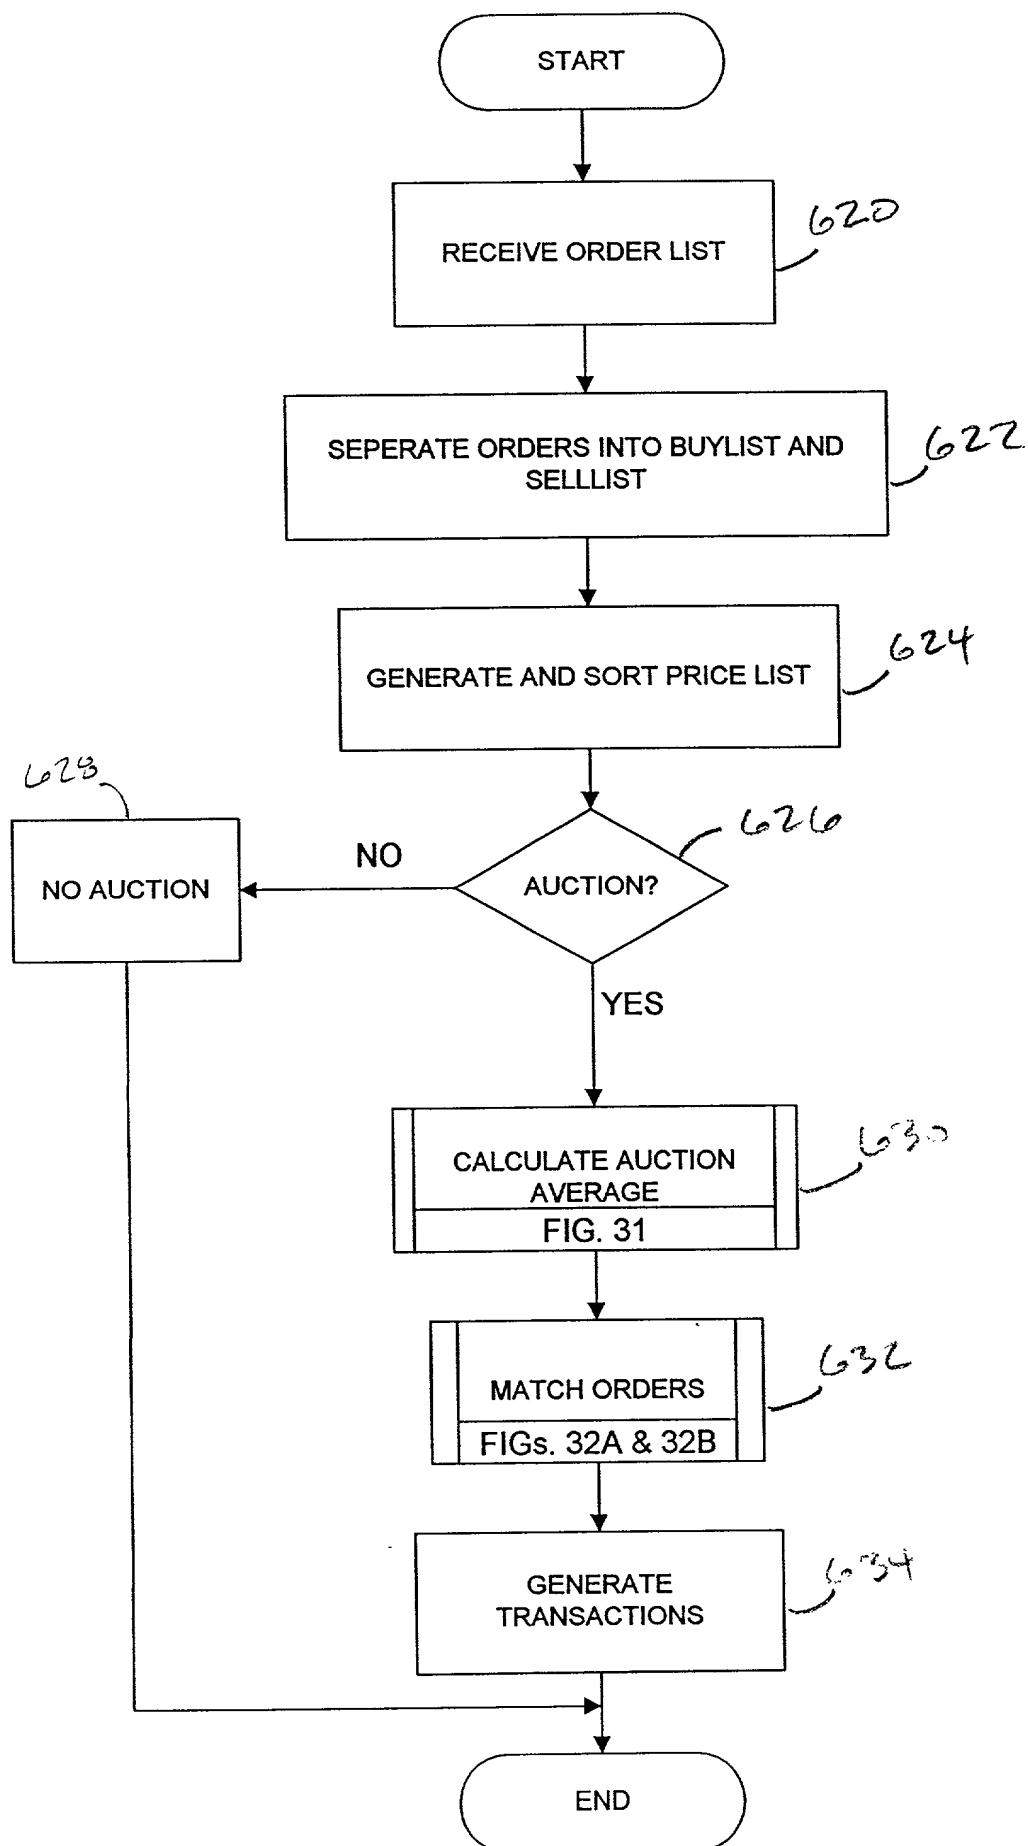 START
RECEIVE ORDER LIST
620
SEPERATE ORDERS INTO BUYLIST AND
SELLLIST
622
GENERATE AND SORT PRICE LIST
624
628
NO AUCTION
NO
AUCTION?
626
YES
CALCULATE AUCTION
AVERAGE
FIG. 31
630
MATCH ORDERS
FIGs. 32A & 32B
632
GENERATE
TRANSACTIONS
634
END